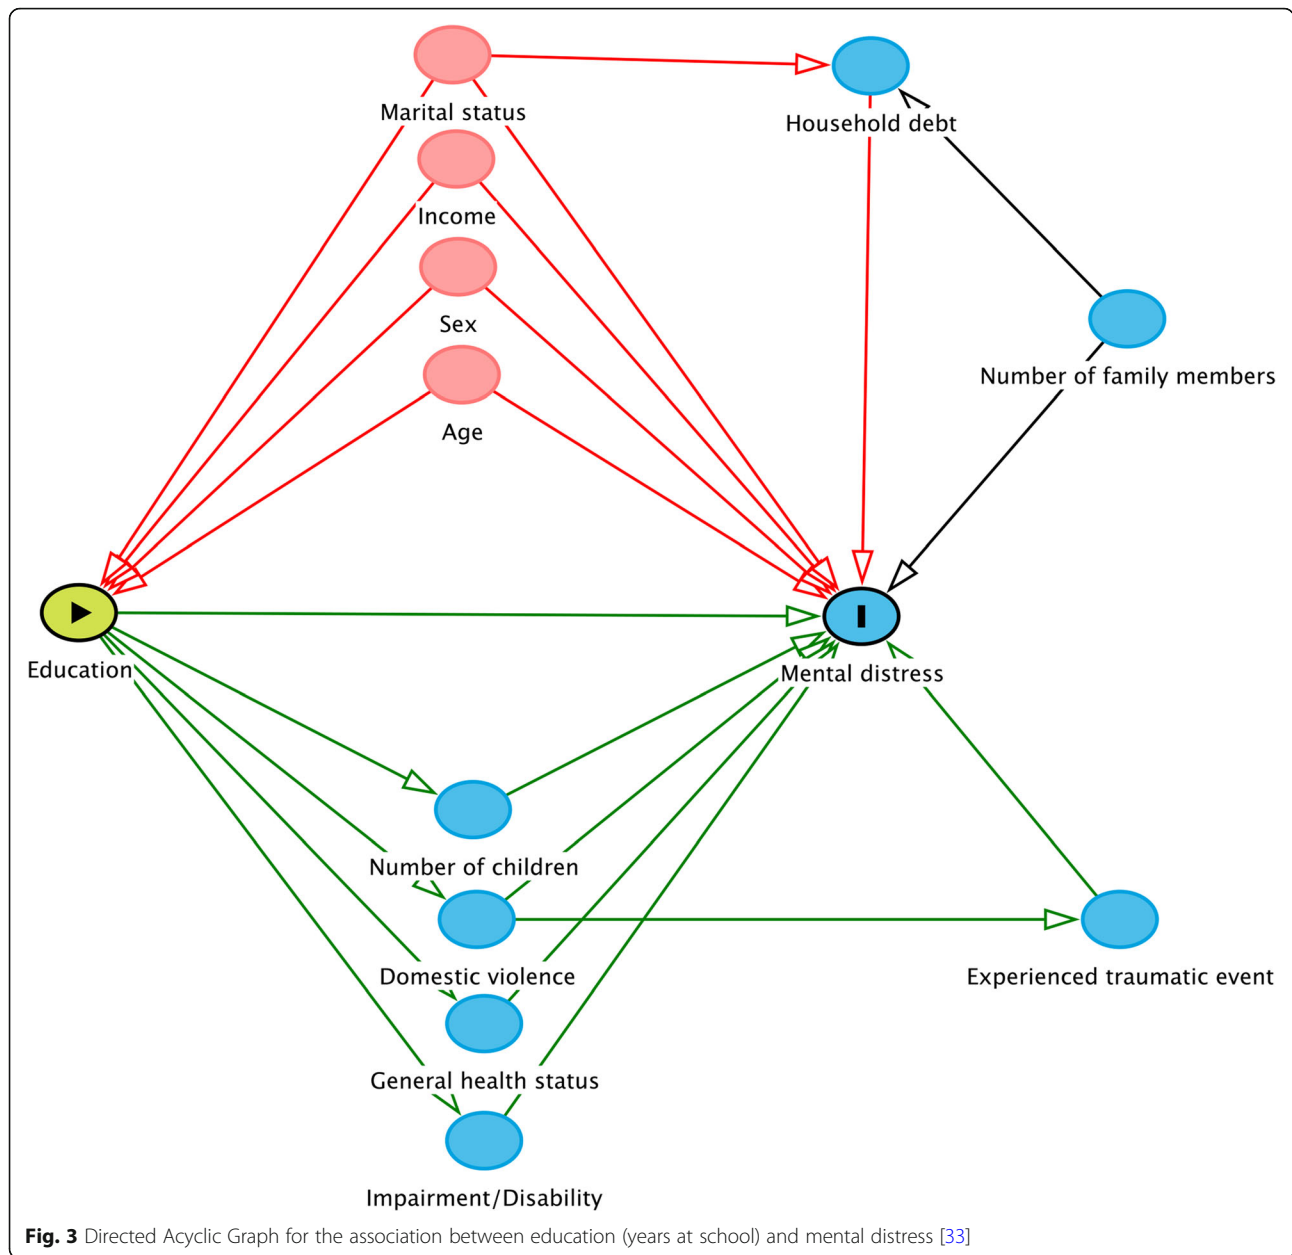 Marital status
Household debt
Income
Sex
Number of family members
Age
Education
Mental distress
Number of children
Domestic violence
Experienced traumatic event
General health status
Impairment/Disability
Fig. 3 Directed Acyclic Graph for the association between education (years at school) and mental distress [33]